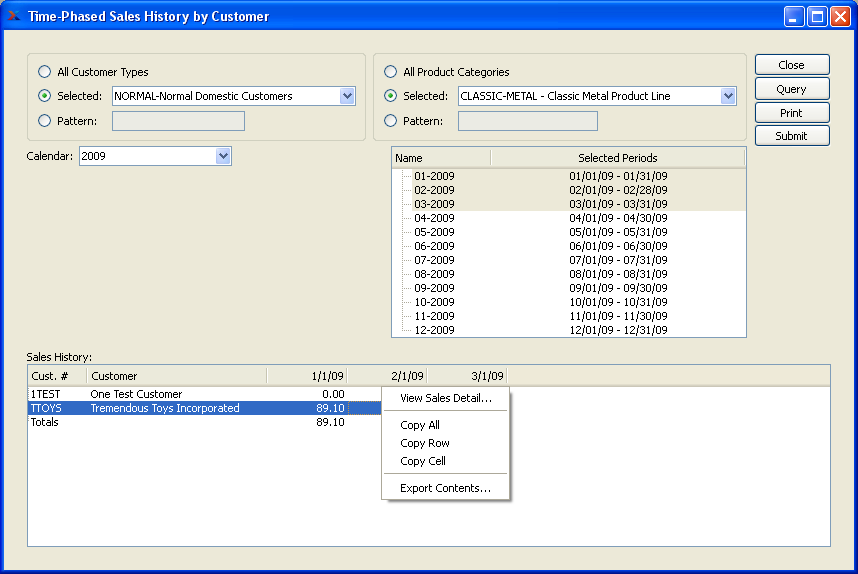 Time-Phased Sales History by Customer
All Customer Types
Selected: NORMAL-Normal Domestic Customers
Pattern:
All Product Categories
Selected: CLASSIC-METAL - Classic Metal Product Line
Pattern:
Close
Query
Print
Submit
Calendar: 2009
Name Selected Periods
01-2009 01/01/09 - 01/31/09
02-2009 02/01/09 - 02/28/09
03-2009 03/01/09 - 03/31/09
04-2009 04/01/09 - 04/30/09
05-2009 05/01/09 - 05/31/09
06-2009 06/01/09 - 06/30/09
07-2009 07/01/09 - 07/31/09
08-2009 08/01/09 - 08/31/09
09-2009 09/01/09 - 09/30/09
10-2009 10/01/09 - 10/31/09
11-2009 11/01/09 - 11/30/09
12-2009 12/01/09 - 12/31/09
Sales History:
Cust. # Customer 1/1/09 2/1/09 3/1/09
1TEST One Test Customer 0.00
TTOYS Tremendous Toys Incorporated 89.10
Totals 89.10
View Sales Detail...
Copy All
Copy Row
Copy Cell
Export Contents...